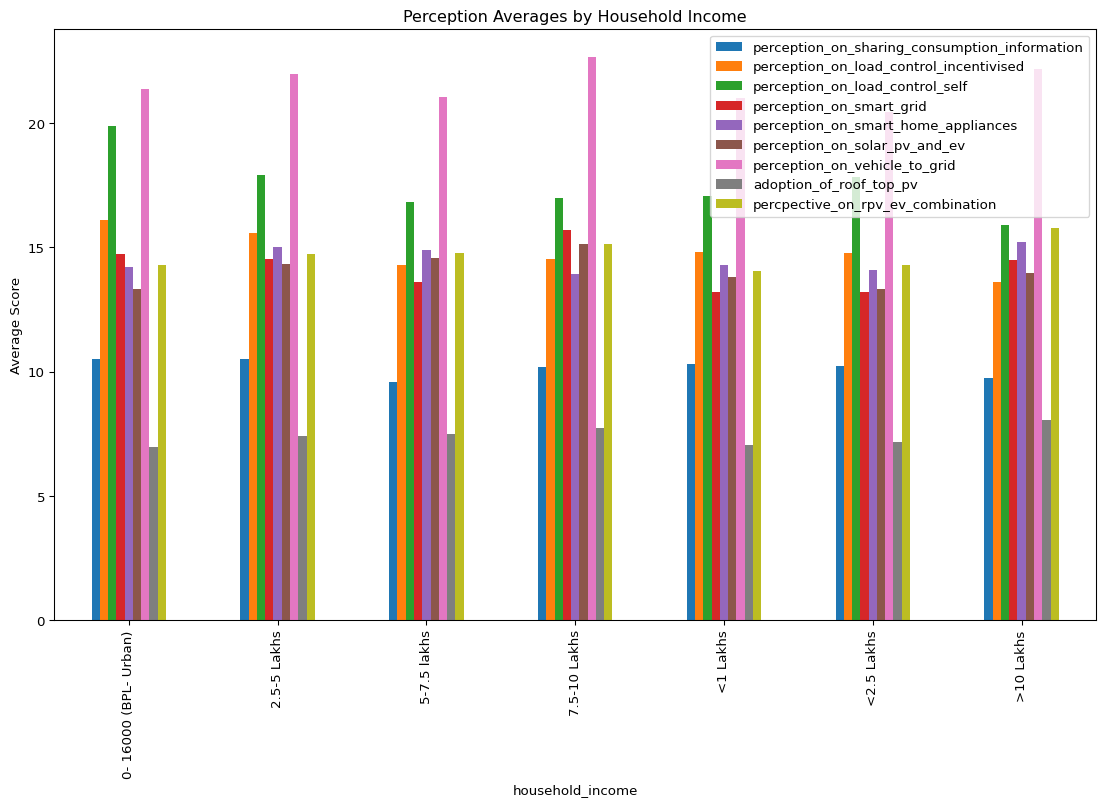 Perception Averages by Household Income
perception_on_sharing_consumption_information
perception_on_load_control_incentivised
perception_on_load_control_self
perception_on_smart_grid
perception_on_smart_home_appliances
perception_on_solar_pv_and_ev
perception_on_vehicle_to_grid
adoption_of_roof_top_pv
percpective_on_rpv_ev_combination
Average Score
20
15
10
5
0
0- 16000 (BPL- Urban)
2.5-5 Lakhs
5-7.5 lakhs
7.5-10 Lakhs
<1 Lakhs
<2.5 Lakhs
>10 Lakhs
household_income